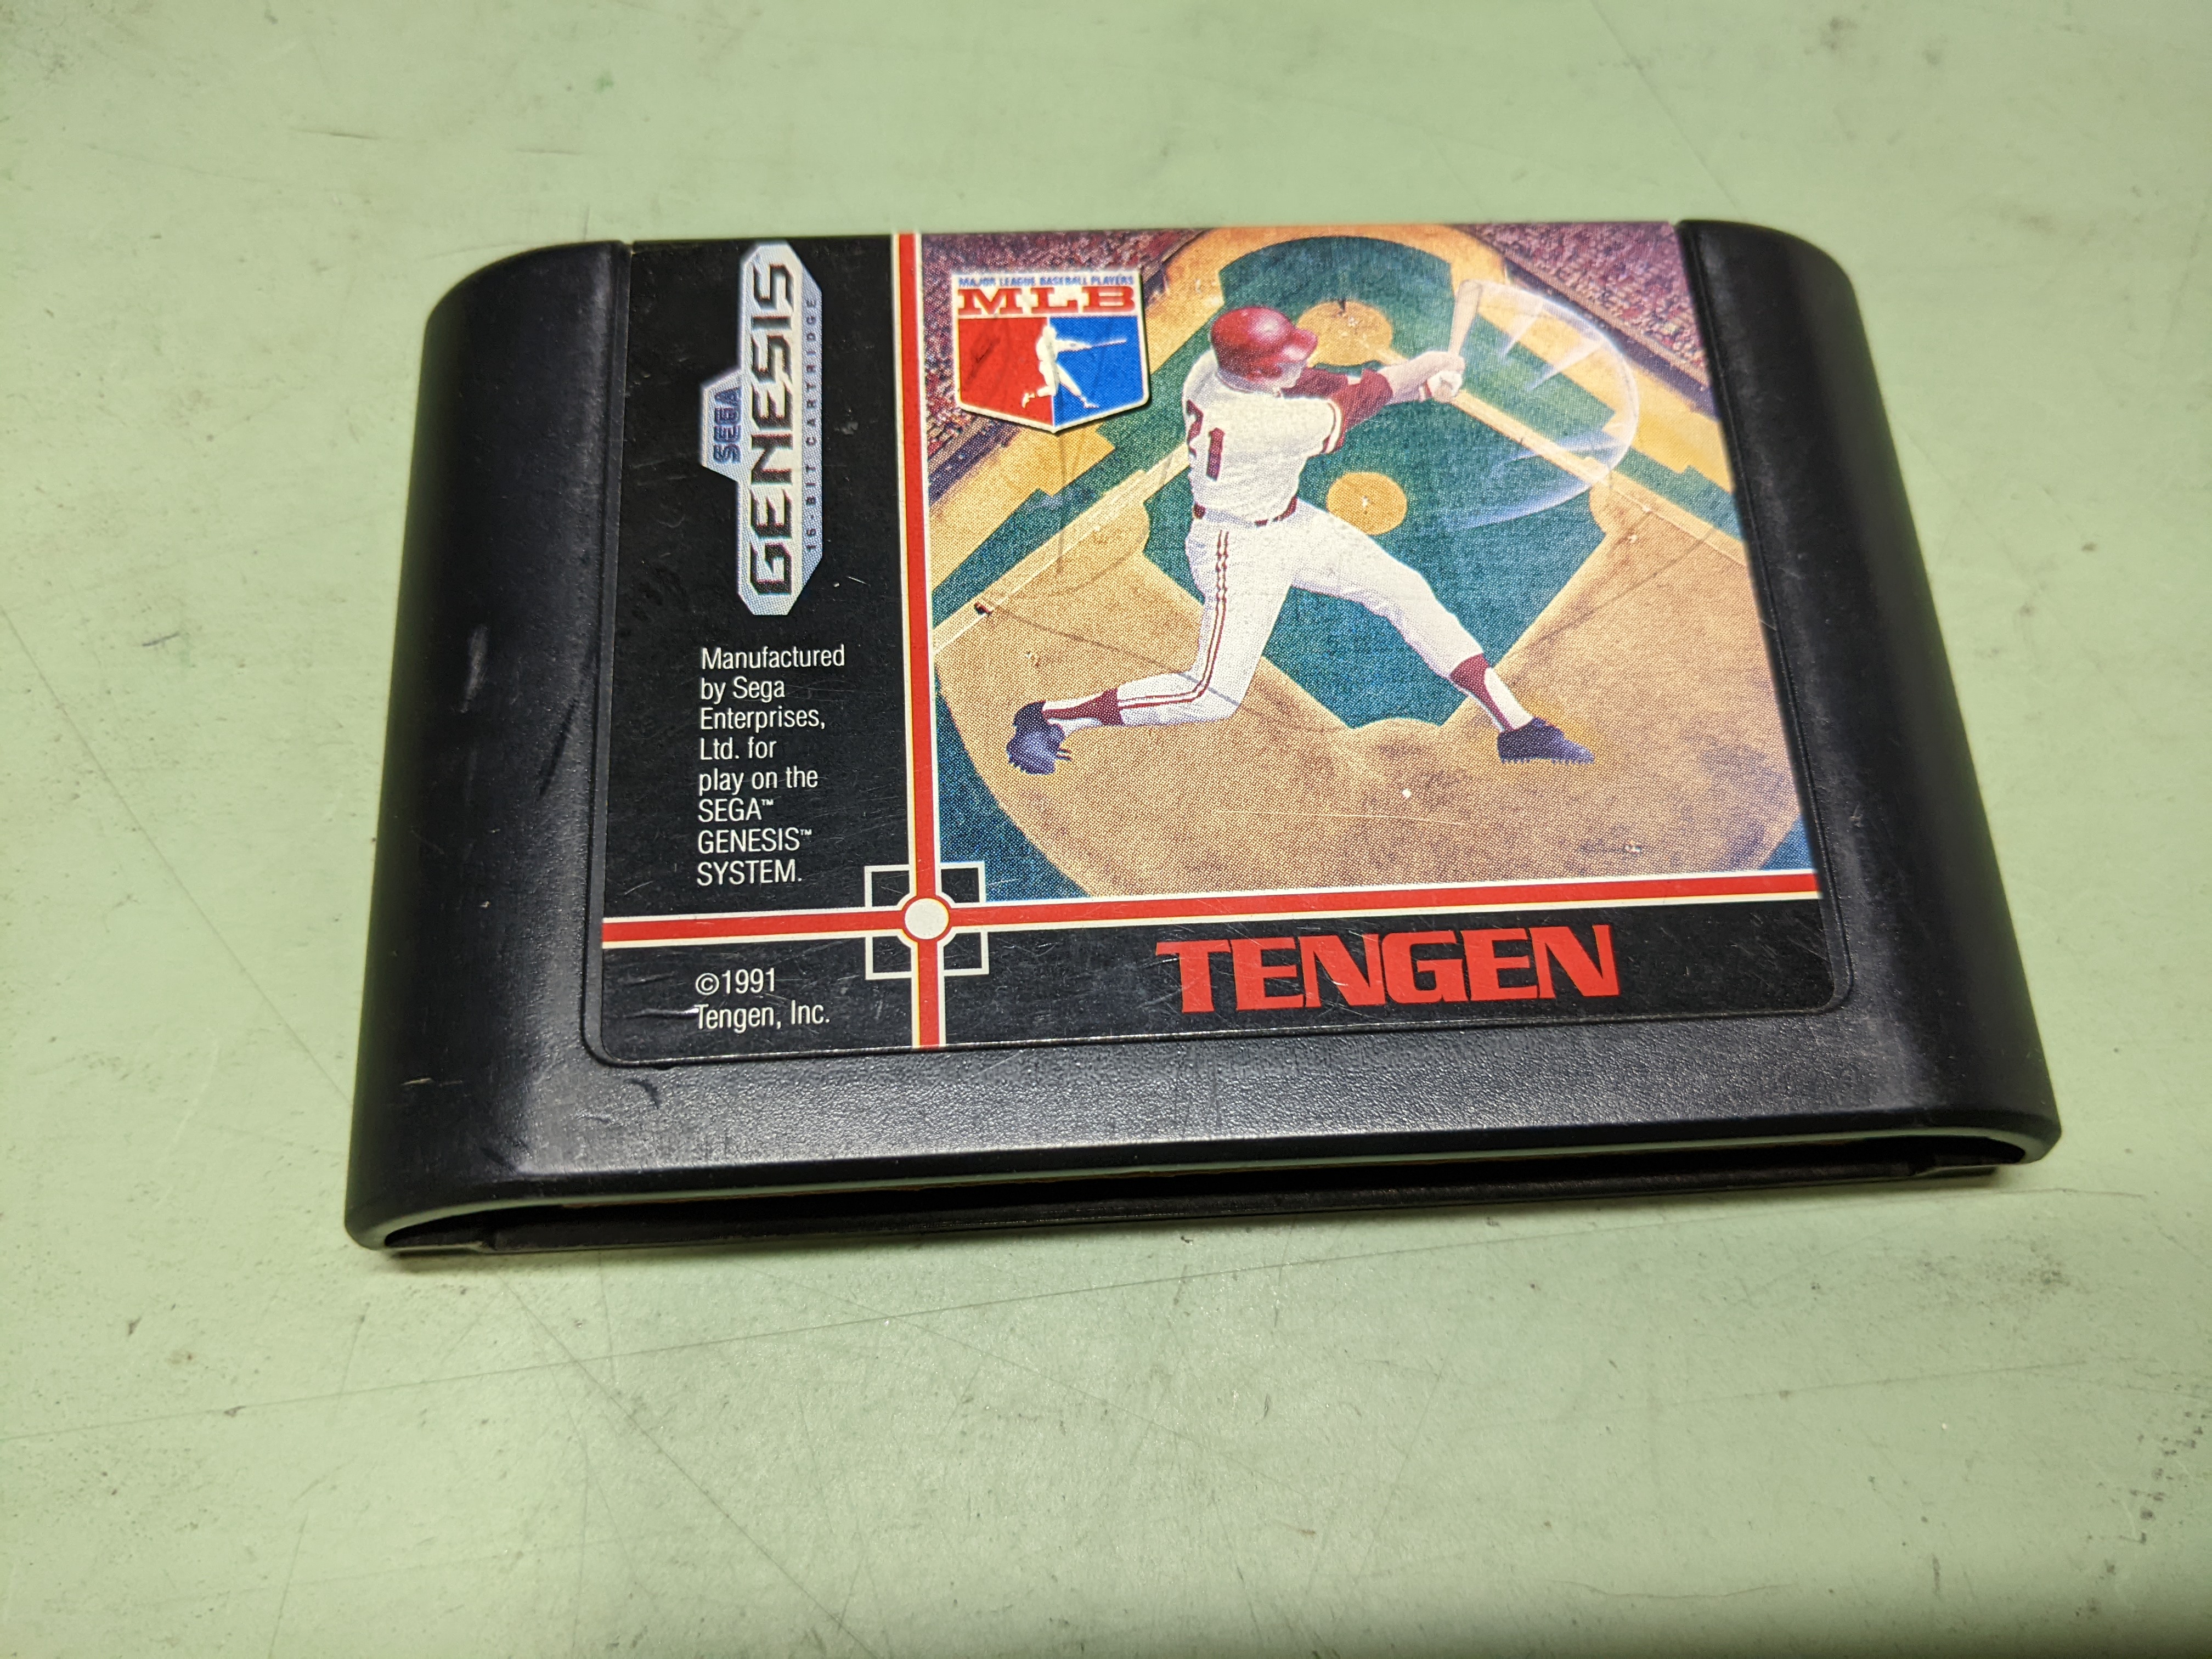 SEGA
GENESIS
16-BIT CARTRIDGE
Manufactured
by Sega
Enterprises,
Ltd. for
play on the
SEGA™
GENESIS™
SYSTEM.
©1991
Tengen, Inc.
MAJOR LEAGUE BASEBALL PLAYERS
MLB
21
TENGEN